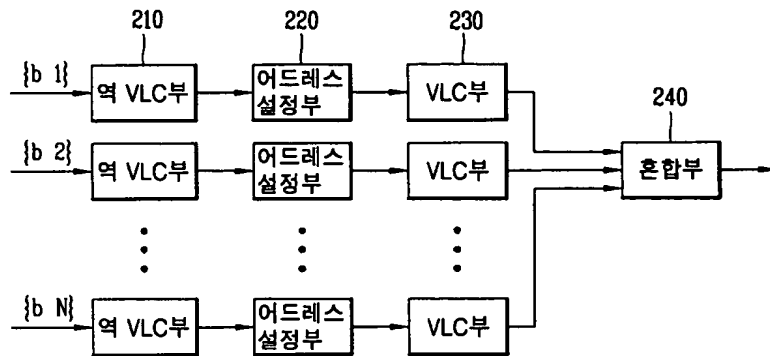 210
220
230
240
{b 1}
역 VLC부
어드레스
설정부
VLC부
혼합부
{b 2}
역 VLC부
어드레스
설정부
VLC부
{b N}
역 VLC부
어드레스
설정부
VLC부